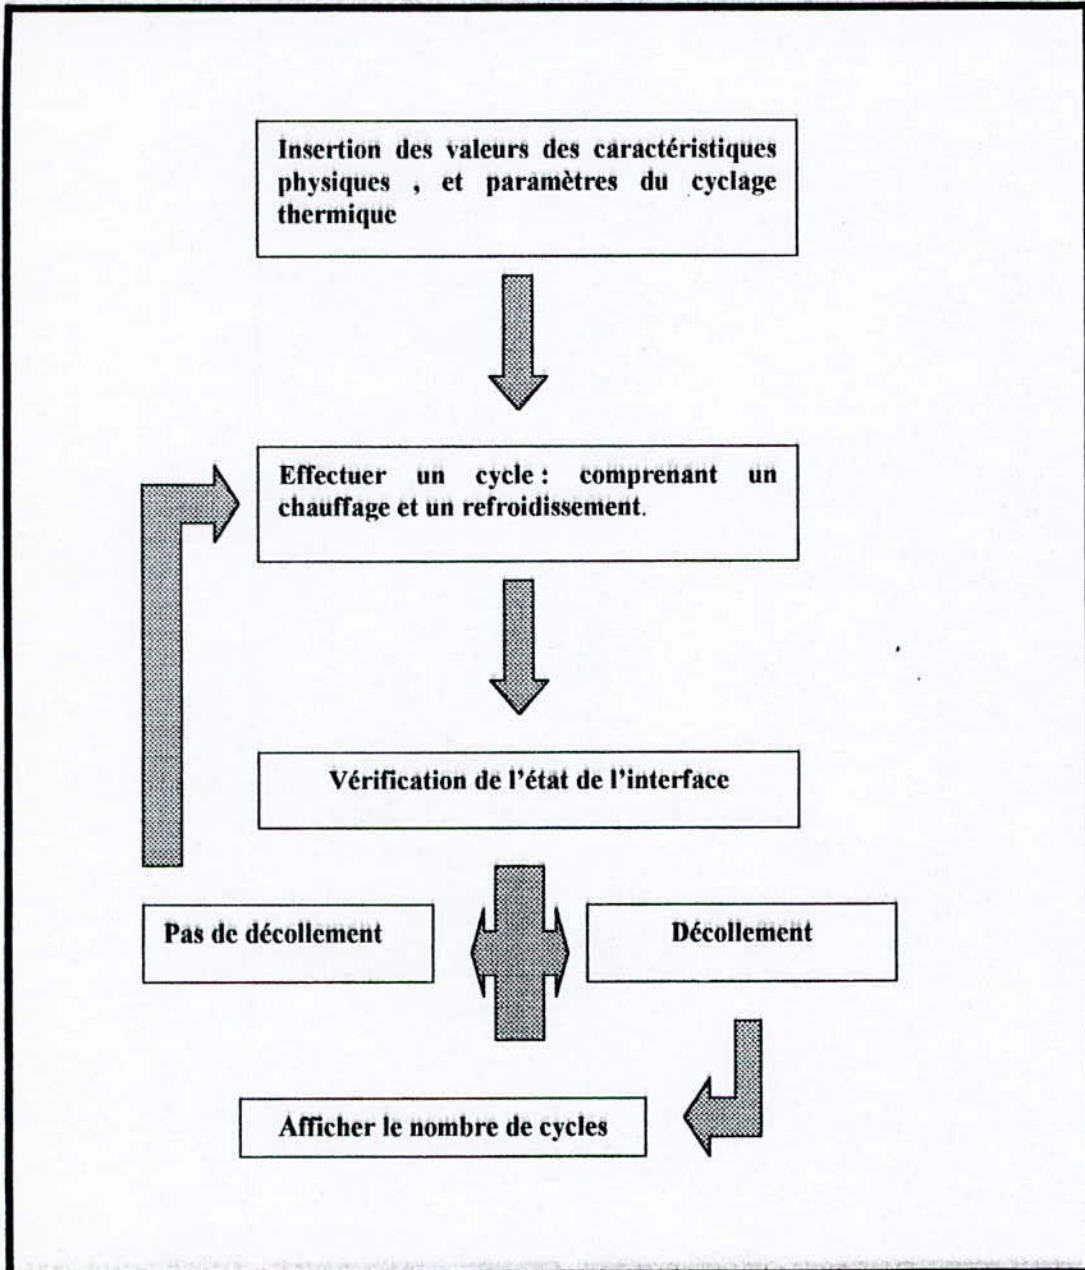 Insertion des valeurs des caractéristiques
physiques , et paramètres du cyclage
thermique
Effectuer un cycle : comprenant un
chauffage et un refroidissement.
Vérification de l'état de l'interface
Pas de décollement
Décollement
Afficher le nombre de cycles